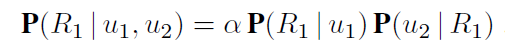 P(R₁ | u₁, u₂) = α P(R₁ | u₁) P(u₂ | R₁)